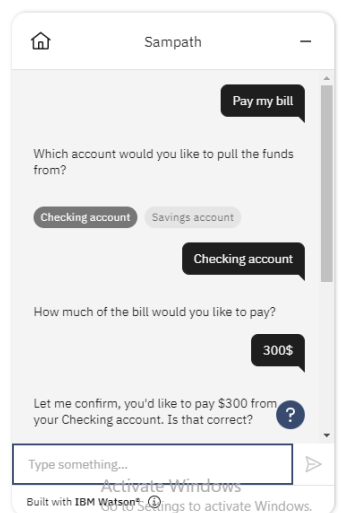 Sampath
Pay my bill
Which account would you like to pull the funds
from?
Checking account Savings account
Checking account
How much of the bill would you like to pay?
300$
Let me confirm, you'd like to pay $300 from
your Checking account. Is that correct?
?
Type something...
Activate Windows
Built with IBM Watson®
Go to Settings to activate Windows.